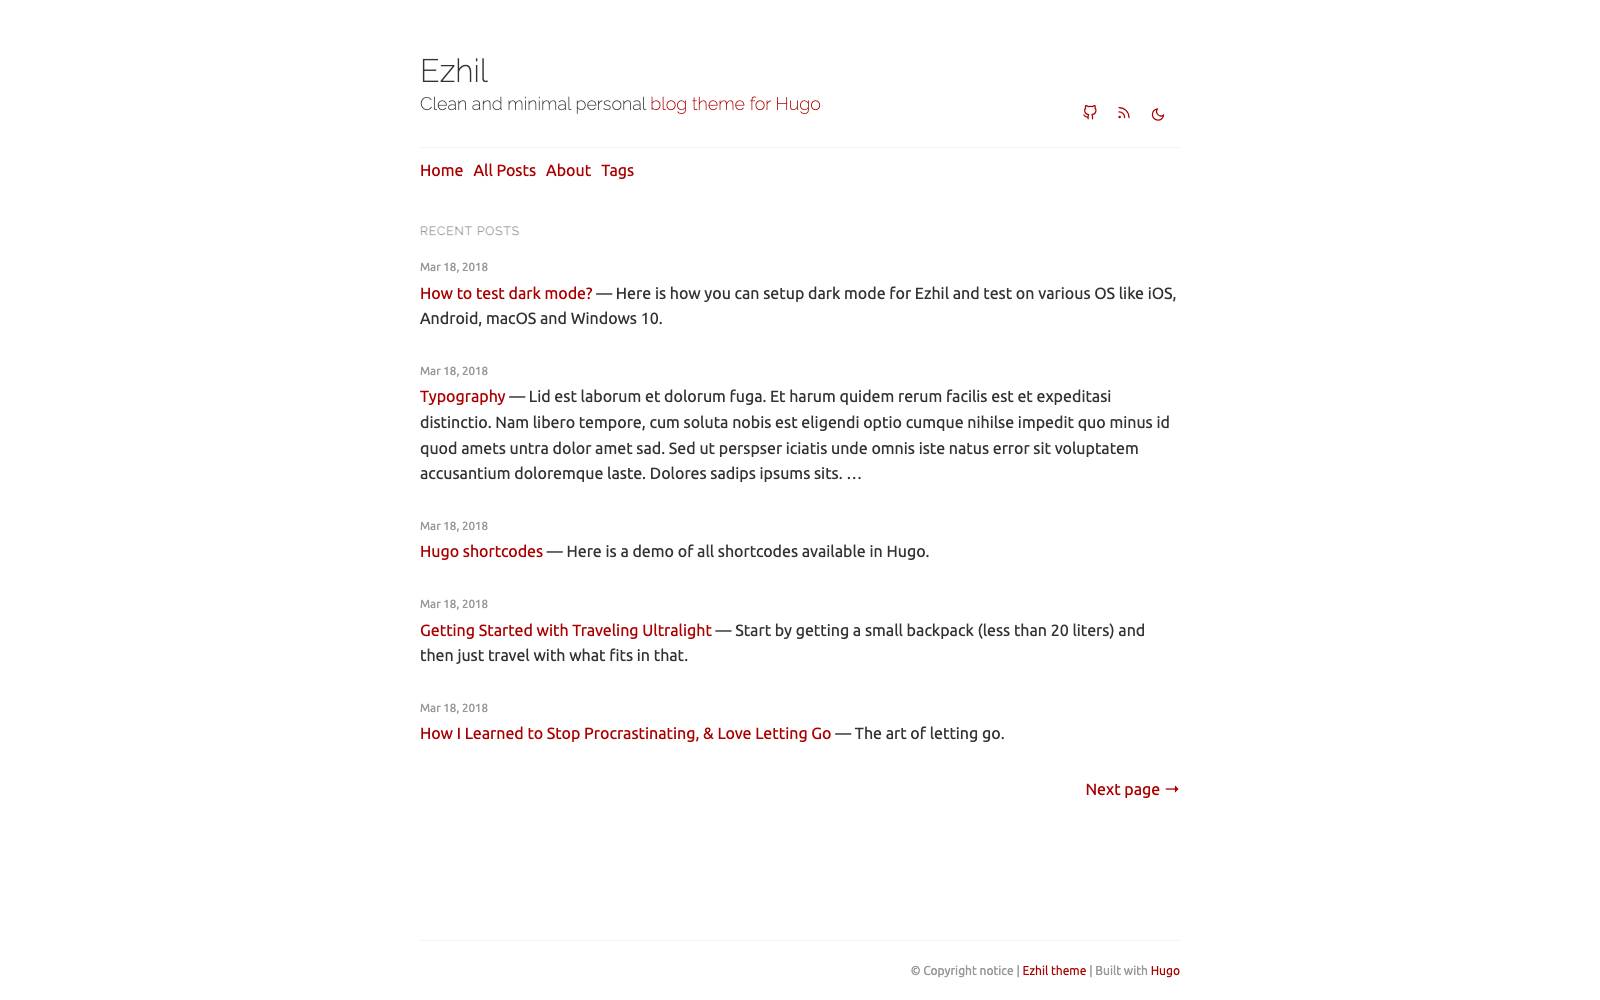 Ezhil
Clean and minimal personal blog theme for Hugo
Home All Posts About Tags
RECENT POSTS
Mar 18, 2018
How to test dark mode? — Here is how you can setup dark mode for Ezhil and test on various OS like iOS,
Android, macOS and Windows 10.
Mar 18, 2018
Typography — Lid est laborum et dolorum fuga. Et harum quidem rerum facilis est et expeditasi
distinctio. Nam libero tempore, cum soluta nobis est eligendi optio cumque nihilse impedit quo minus id
quod amets untra dolor amet sad. Sed ut perspser iciatis unde omnis iste natus error sit voluptatem
accusantium doloremque laste. Dolores sadips ipsums sits. …
Mar 18, 2018
Hugo shortcodes — Here is a demo of all shortcodes available in Hugo.
Mar 18, 2018
Getting Started with Traveling Ultralight — Start by getting a small backpack (less than 20 liters) and
then just travel with what fits in that.
Mar 18, 2018
How I Learned to Stop Procrastinating, & Love Letting Go — The art of letting go.
Next page →
© Copyright notice | Ezhil theme | Built with Hugo